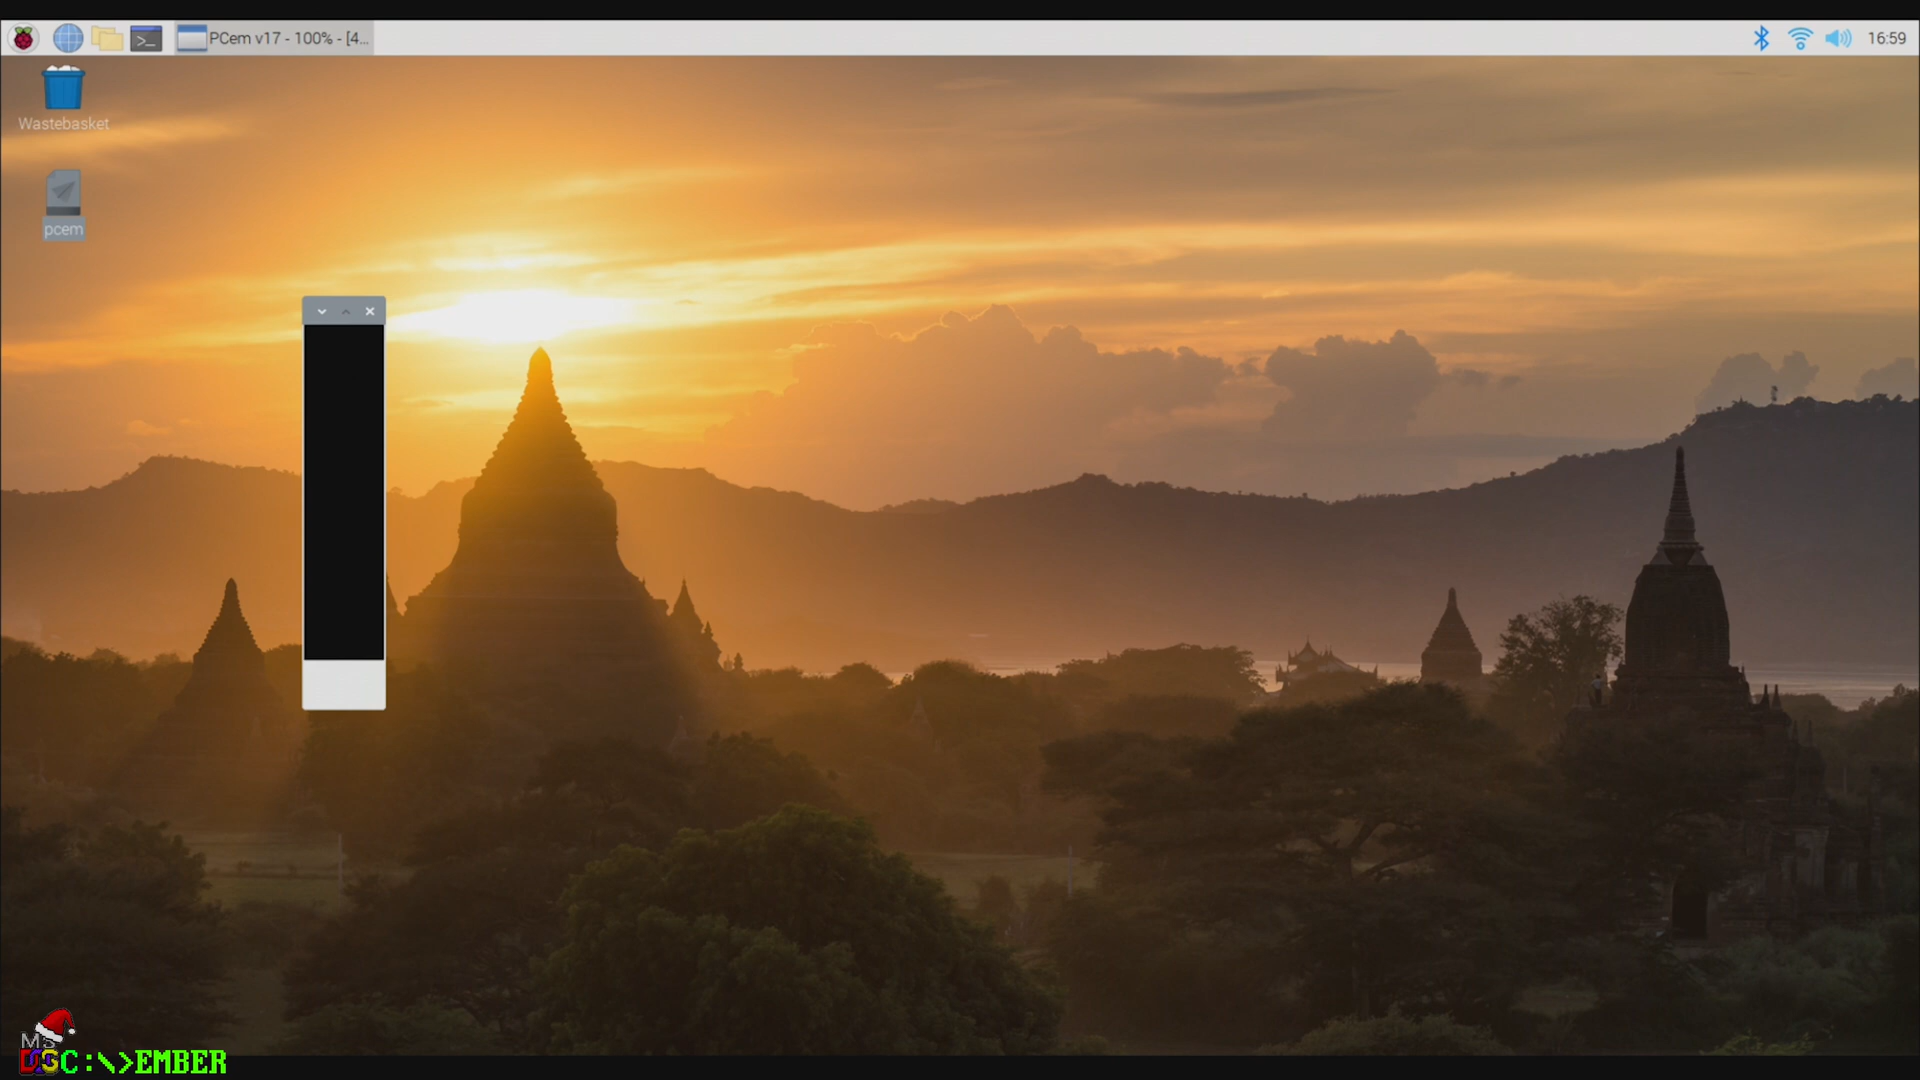 PCem v17 - 100% - [4...
16:59
Wastebasket
pcem
MS
DOSC:\>EMBER